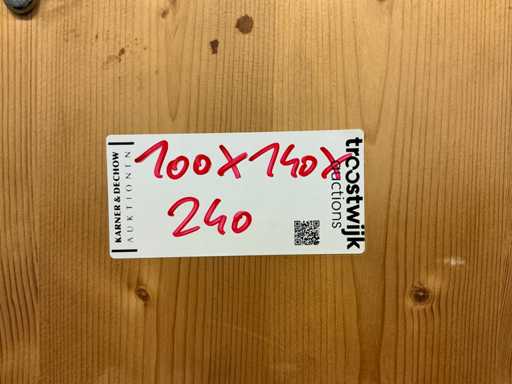 KARNER & DECHOW
AUKTIONEN
100X140X
240
troostwijk
auctions